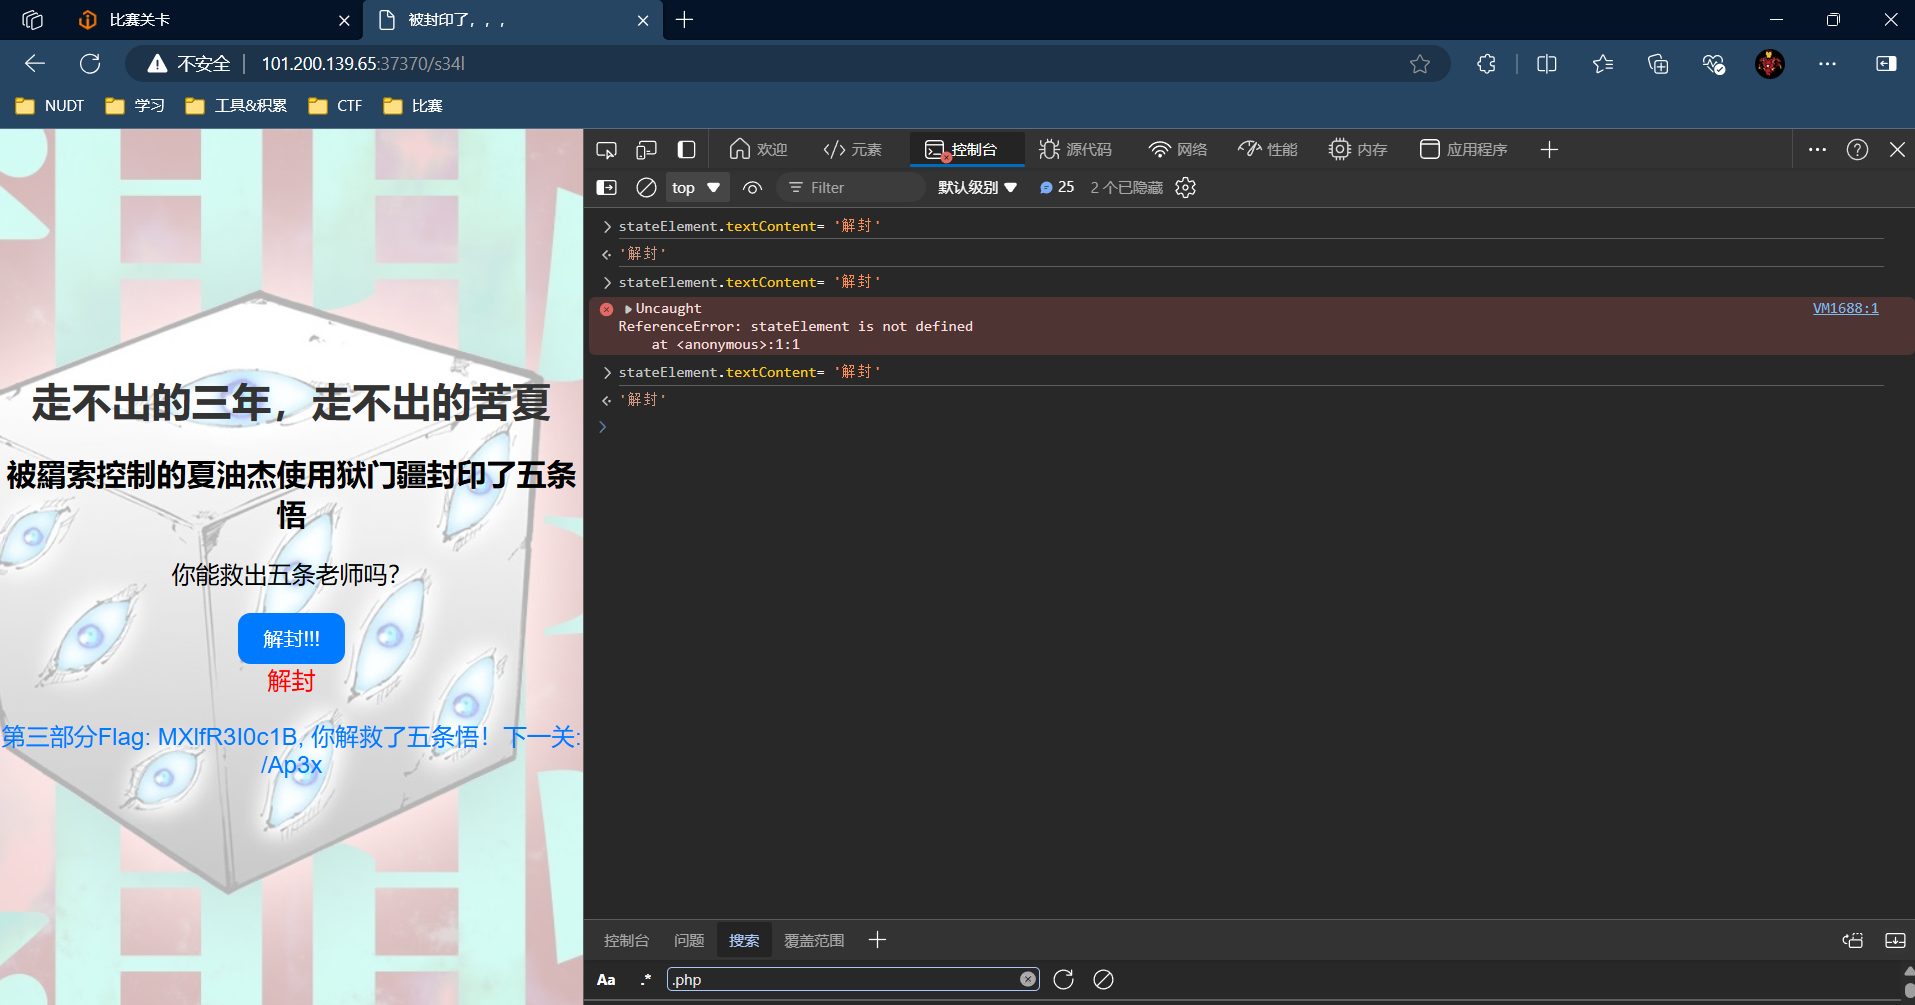 比赛关卡
被封印了，，，
不安全
101.200.139.65:37370/s34l
NUDT
学习
工具&积累
CTF
比赛
走不出的三年，走不出的苦夏
被羂索控制的夏油杰使用狱门疆封印了五条
悟
你能救出五条老师吗？
解封!!!
解封
第三部分Flag: MXlfR3I0c1B, 你解救了五条悟！下一关:
/Ap3x
欢迎
元素
控制台
源代码
网络
性能
内存
应用程序
top
Filter
默认级别
25
2 个已隐藏
stateElement.textContent= '解封'
'解封'
stateElement.textContent= '解封'
Uncaught
VM1688:1
ReferenceError: stateElement is not defined
at <anonymous>:1:1
stateElement.textContent= '解封'
'解封'
控制台
问题
搜索
覆盖范围
Aa
.*
.php